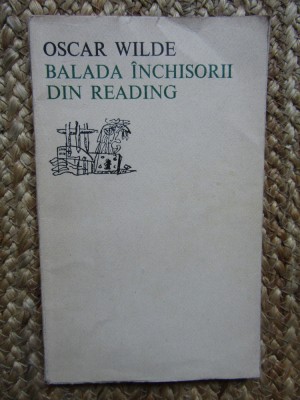 OSCAR WILDE
BALADA ÎNCHISORII
DIN READING